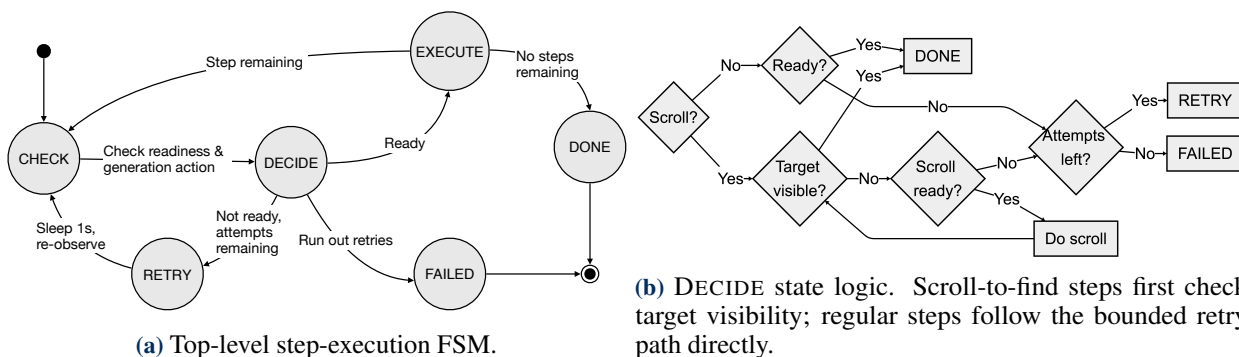 EXECUTE
Step remaining
No steps
remaining
CHECK
Check readiness &
generation action
DECIDE
Ready
DONE
Sleep 1s,
re-observe
Not ready,
attempts
remaining
Run out retries
RETRY
FAILED
(a) Top-level step-execution FSM.
Scroll?
No
Ready?
Yes
DONE
Yes
No
Attempts
left?
Yes
RETRY
No
FAILED
Yes
Target
visible?
No
Scroll
ready?
No
Yes
Do scroll
(b) DECIDE state logic. Scroll-to-find steps first check
target visibility; regular steps follow the bounded retry
path directly.